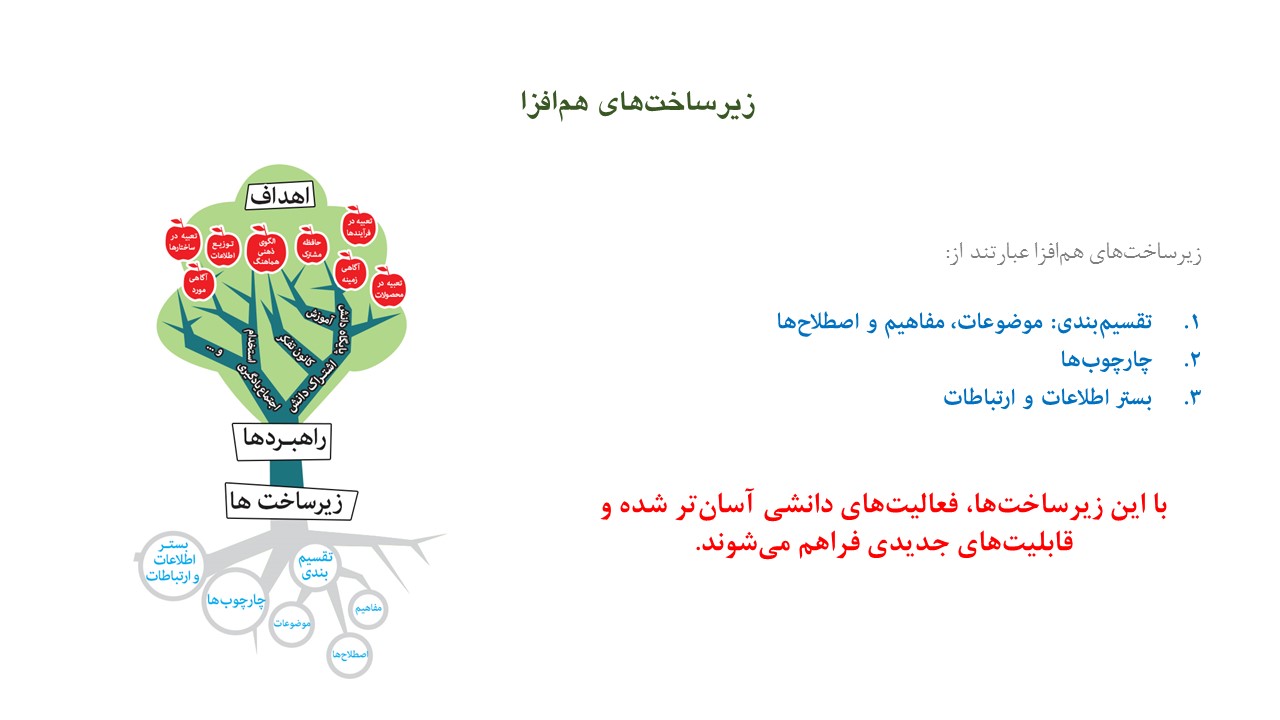 زیرساخت‌های هم‌افزا
زیرساخت‌های هم‌افزا عبارتند از:
۱. تقسیم‌بندی: موضوعات، مفاهیم و اصطلاح‌ها
۲. چارچوب‌ها
۳. بستر اطلاعات و ارتباطات
با این زیرساخت‌ها، فعالیت‌های دانشی آسان‌تر شده و
قابلیت‌های جدیدی فراهم می‌شوند.
اهداف
تعبیه در
فرآیندها
حافظه
مشترک
الگوی
ذهنی
هماهنگ
توزیع
اطلاعات
تعبیه در
ساختارها
آگاهی
زمینه
تعبیه در
محصولات
آگاهی
مورد
پایگاه دانش
آموزش
کانون تفکر
اشتراک دانش
استخدام
اجتماع یادگیری
و ...
راهبردها
زیرساخت ها
تقسیم
بندی
بستر
اطلاعات
و ارتباطات
چارچوب‌ها
مفاهیم
موضوعات
اصطلاح‌ها